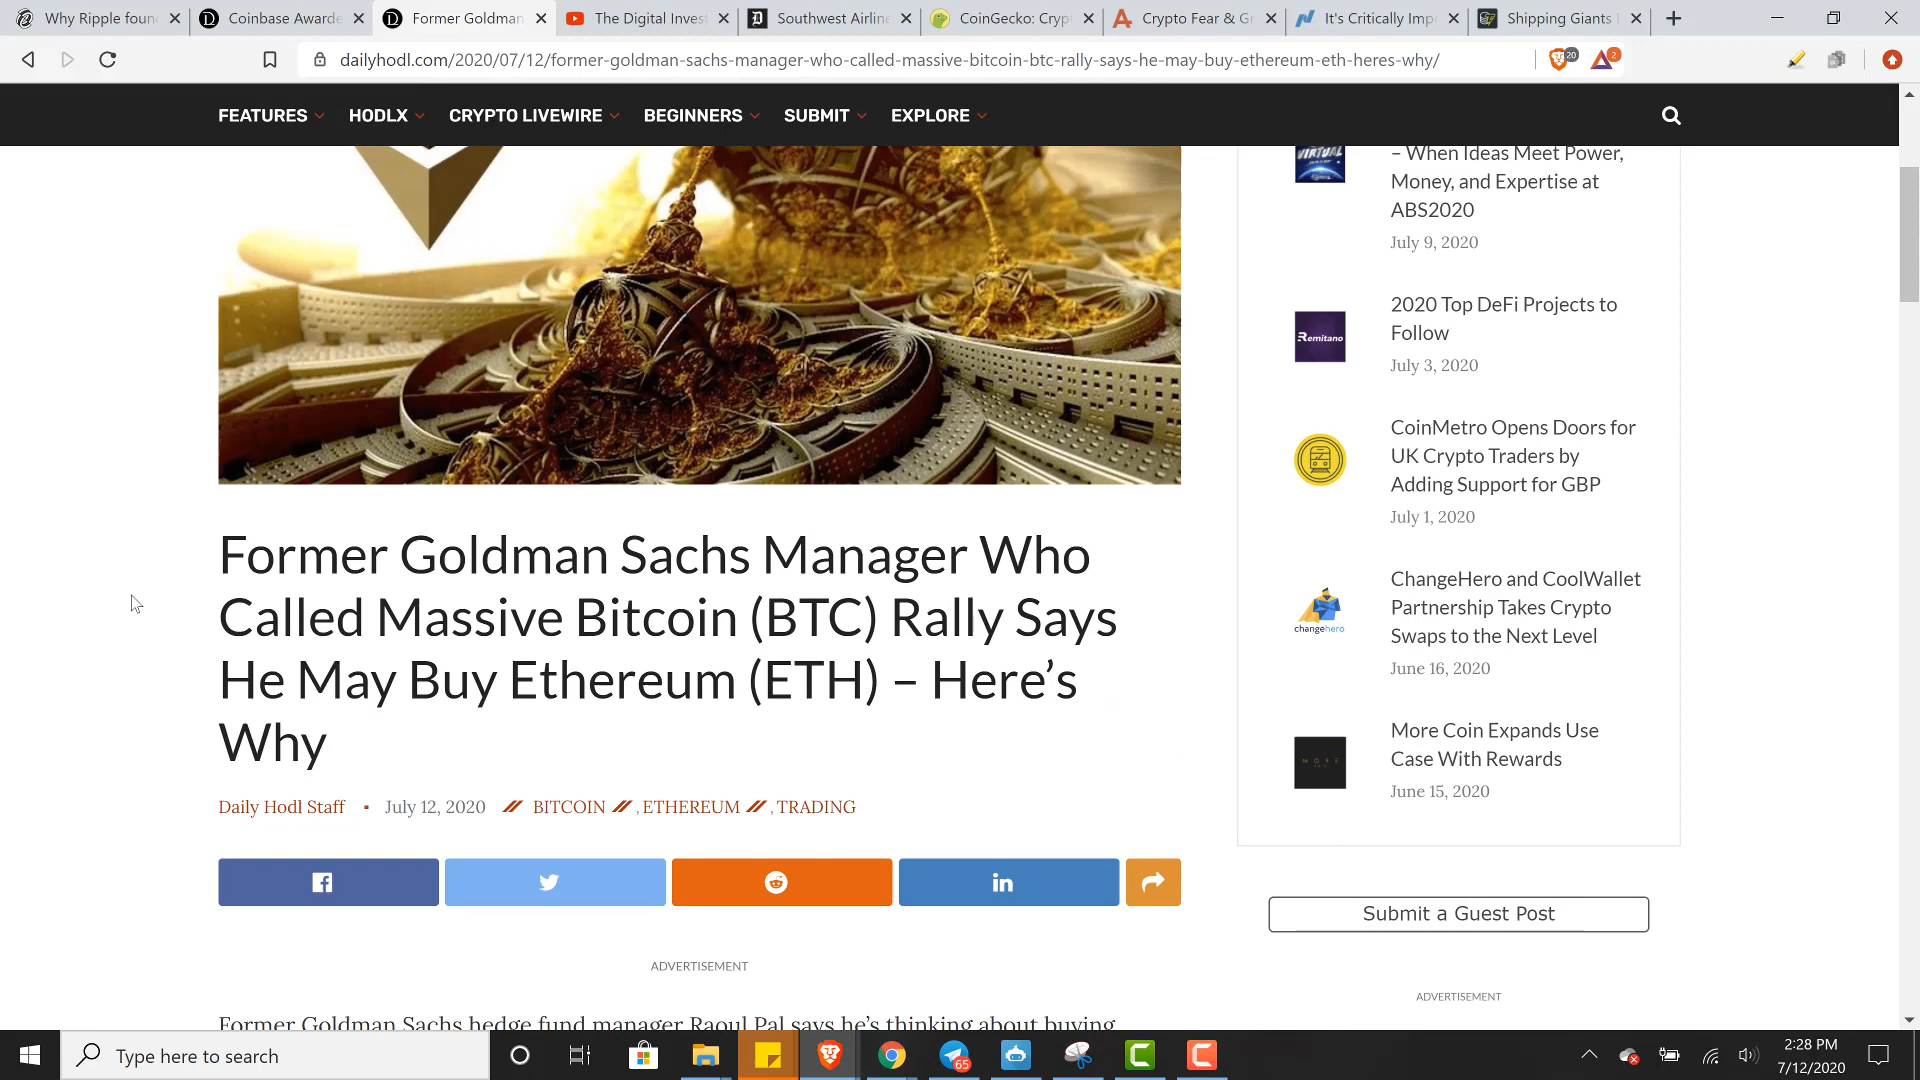 Why Ripple foun
Coinbase Awarde
Former Goldman
The Digital Inves
Southwest Airline
CoinGecko: Cryp
Crypto Fear & G
It's Critically Imp
Shipping Giants
dailyhodl.com/2020/07/12/former-goldman-sachs-manager-who-called-massive-bitcoin-btc-rally-says-he-may-buy-ethereum-eth-heres-why/
20
2
FEATURES
HODLX
CRYPTO LIVEWIRE
BEGINNERS
SUBMIT
EXPLORE
Former Goldman Sachs Manager Who
Called Massive Bitcoin (BTC) Rally Says
He May Buy Ethereum (ETH) – Here’s
Why
Daily Hodl Staff ▪ July 12, 2020 BITCOIN , ETHEREUM , TRADING
ADVERTISEMENT
Former Goldman Sachs hedge fund manager Raoul Pal says he’s thinking about buying
VIRTUAL
– When Ideas Meet Power,
Money, and Expertise at
ABS2020
July 9, 2020
Remitano
2020 Top DeFi Projects to
Follow
July 3, 2020
CoinMetro Opens Doors for
UK Crypto Traders by
Adding Support for GBP
July 1, 2020
changehero
ChangeHero and CoolWallet
Partnership Takes Crypto
Swaps to the Next Level
June 16, 2020
MORE
More Coin Expands Use
Case With Rewards
June 15, 2020
Submit a Guest Post
ADVERTISEMENT
Type here to search
65
2:28 PM
7/12/2020